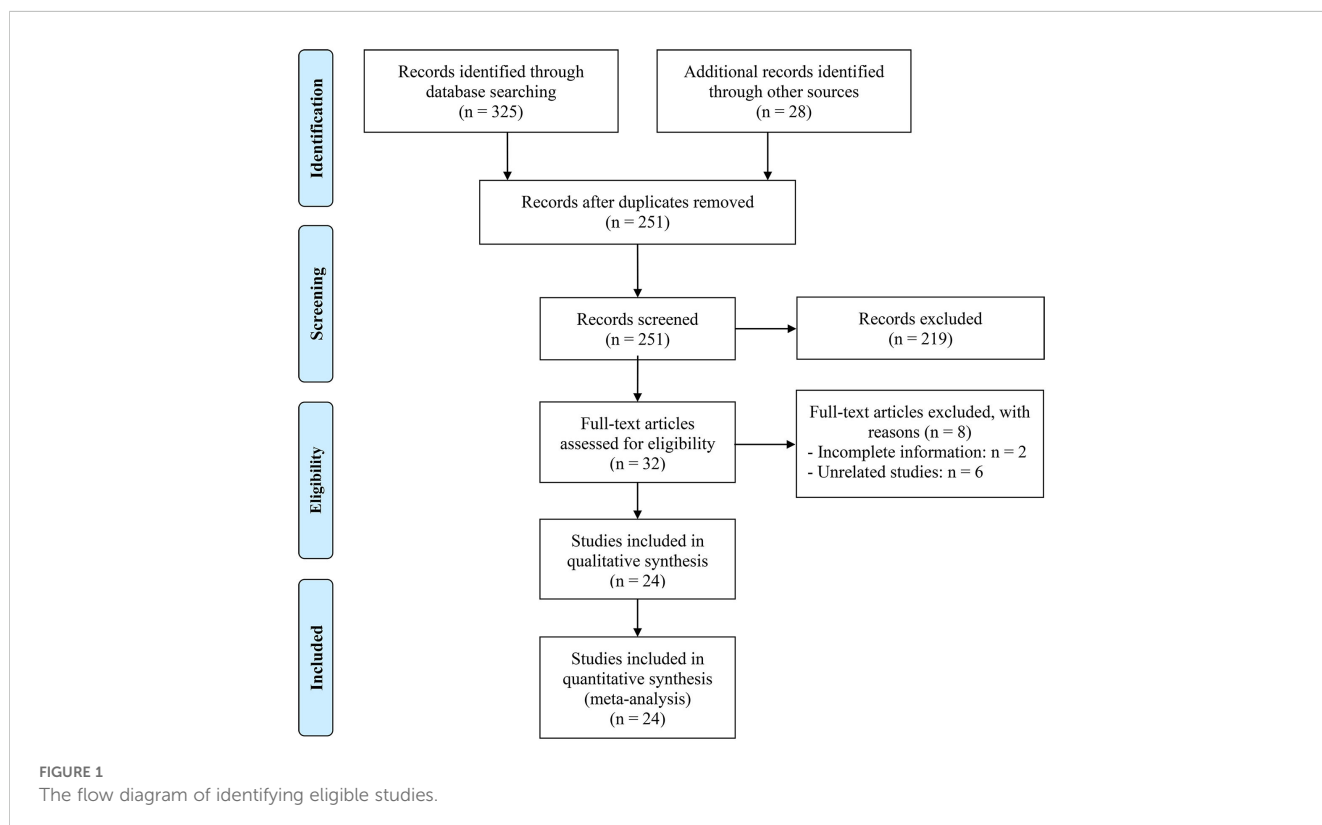 Identification
Records identified through
database searching
(n = 325)
Additional records identified
through other sources
(n = 28)
Records after duplicates removed
(n = 251)
Screening
Records screened
(n = 251)
Records excluded
(n = 219)
Eligibility
Full-text articles
assessed for eligibility
(n = 32)
Full-text articles excluded, with
reasons (n = 8)
- Incomplete information: n = 2
- Unrelated studies: n = 6
Studies included in
qualitative synthesis
(n = 24)
Included
Studies included in
quantitative synthesis
(meta-analysis)
(n = 24)
FIGURE 1
The flow diagram of identifying eligible studies.